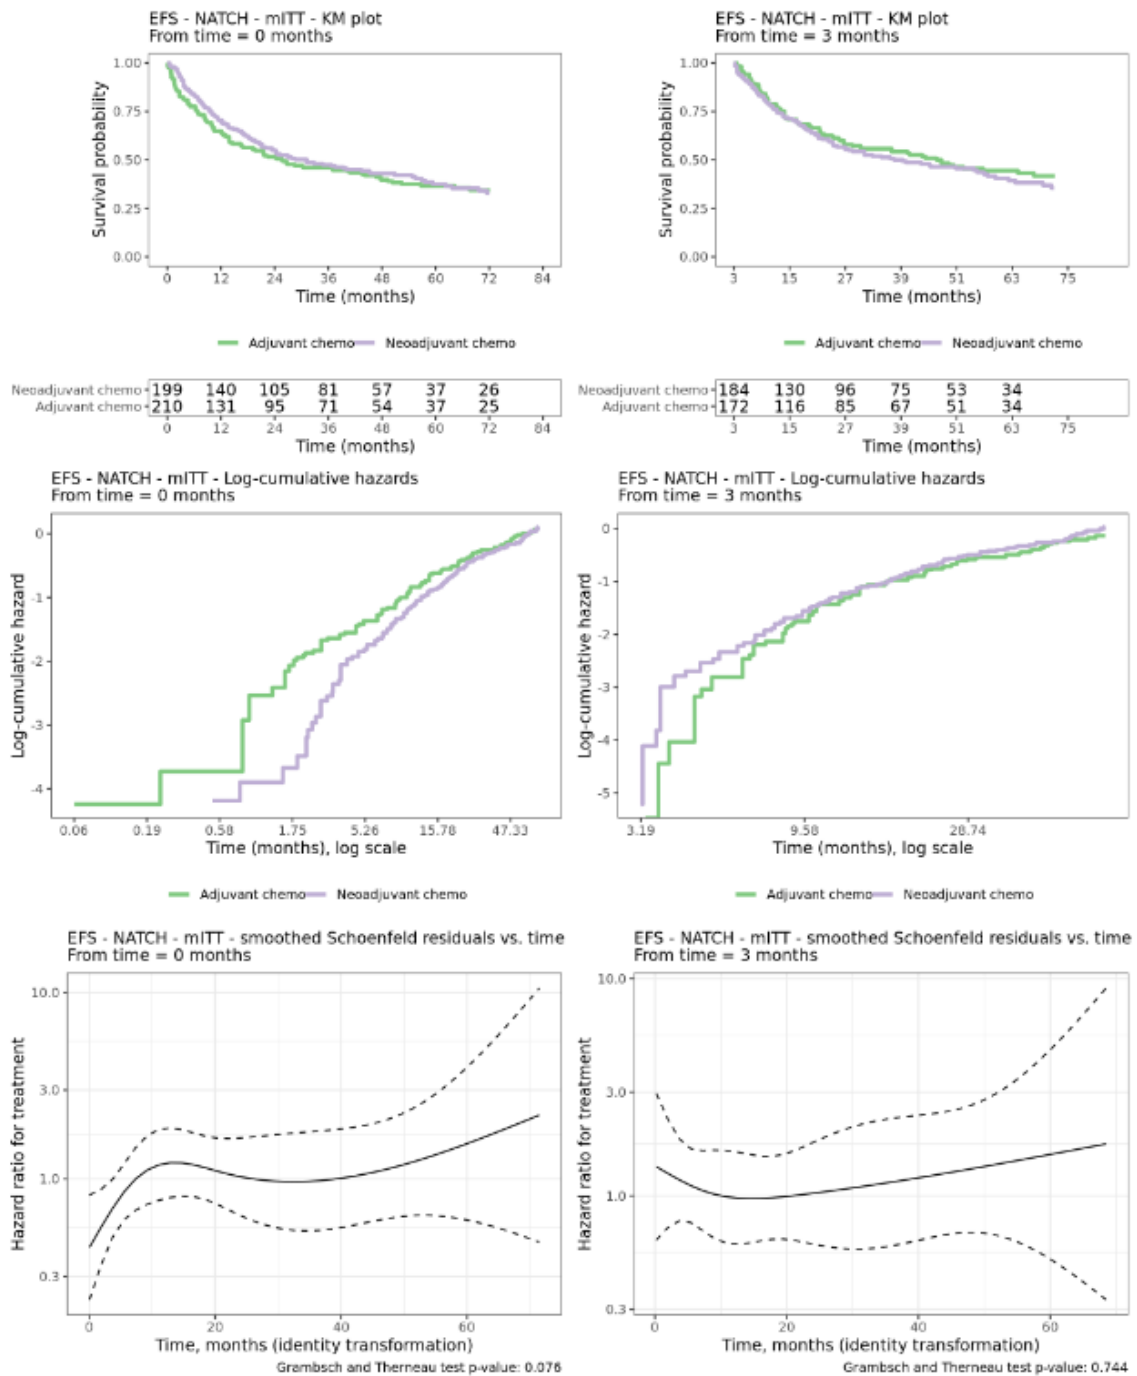 EFS - NATCH - mITT - KM plot
From time = 0 months
1.00
0.75
0.50
0.25
0.00
Survival probability
0 12 24 36 48 60 72 84
Time (months)
Adjuvant chemo Neoadjuvant chemo
Neoadjuvant chemo 199 140 105 81 57 37 26
Adjuvant chemo 210 131 95 71 54 37 25
0 12 24 36 48 60 72 84
Time (months)
EFS - NATCH - mITT - KM plot
From time = 3 months
1.00
0.75
0.50
0.25
0.00
Survival probability
3 15 27 39 51 63 75
Time (months)
Adjuvant chemo Neoadjuvant chemo
Neoadjuvant chemo 184 130 96 75 53 34
Adjuvant chemo 172 116 85 67 51 34
3 15 27 39 51 63 75
Time (months)
EFS - NATCH - mITT - Log-cumulative hazards
From time = 0 months
0
-1
-2
-3
-4
Log-cumulative hazard
0.06 0.19 0.58 1.75 5.26 15.78 47.33
Time (months), log scale
Adjuvant chemo Neoadjuvant chemo
EFS - NATCH - mITT - Log-cumulative hazards
From time = 3 months
0
-1
-2
-3
-4
-5
Log-cumulative hazard
3.19 9.58 28.74
Time (months), log scale
Adjuvant chemo Neoadjuvant chemo
EFS - NATCH - mITT - smoothed Schoenfeld residuals vs. time
From time = 0 months
10.0
3.0
1.0
0.3
Hazard ratio for treatment
0 20 40 60
Time, months (identity transformation)
Grambsch and Therneau test p-value: 0.076
EFS - NATCH - mITT - smoothed Schoenfeld residuals vs. time
From time = 3 months
10.0
3.0
1.0
0.3
Hazard ratio for treatment
0 20 40 60
Time, months (identity transformation)
Grambsch and Therneau test p-value: 0.744